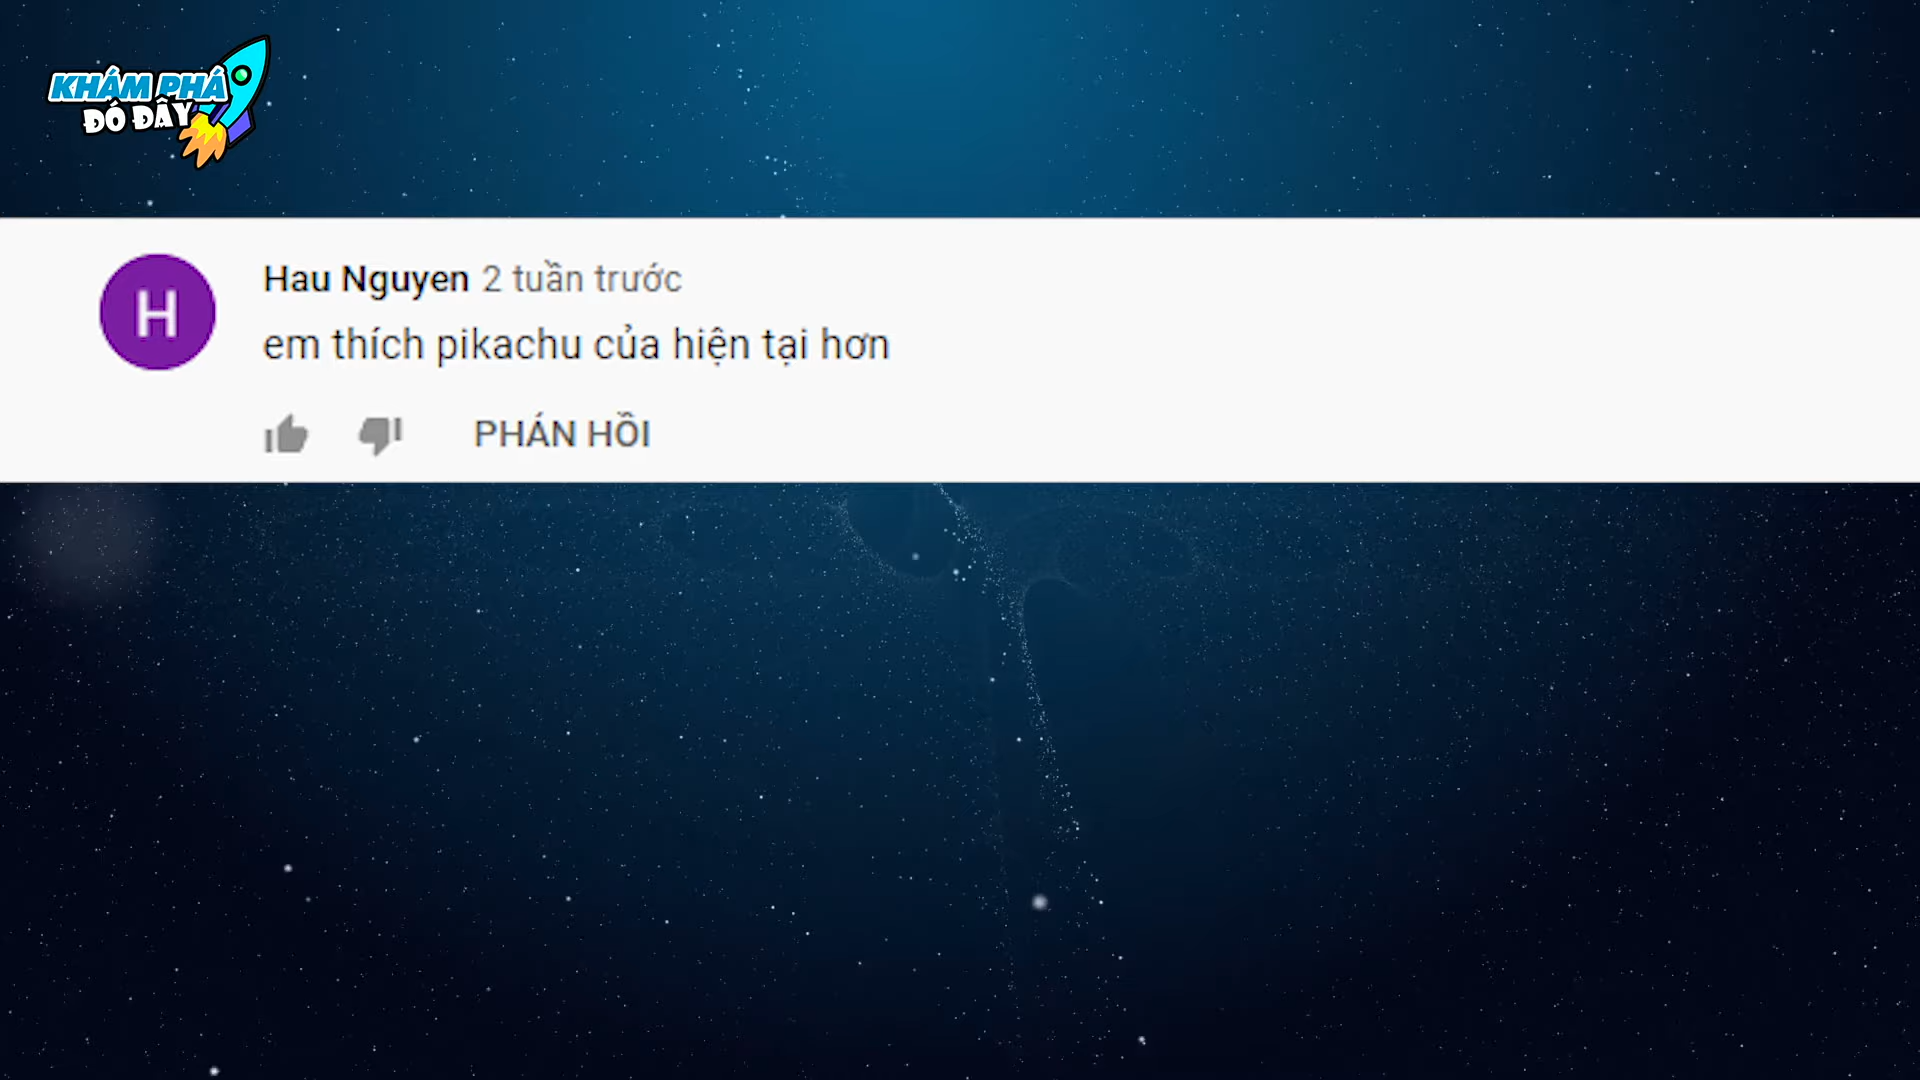 KHÁM PHÁ
ĐÓ ĐÂY
Hau Nguyen 2 tuần trước
em thích pikachu của hiện tại hơn
PHẢN HỒI
H